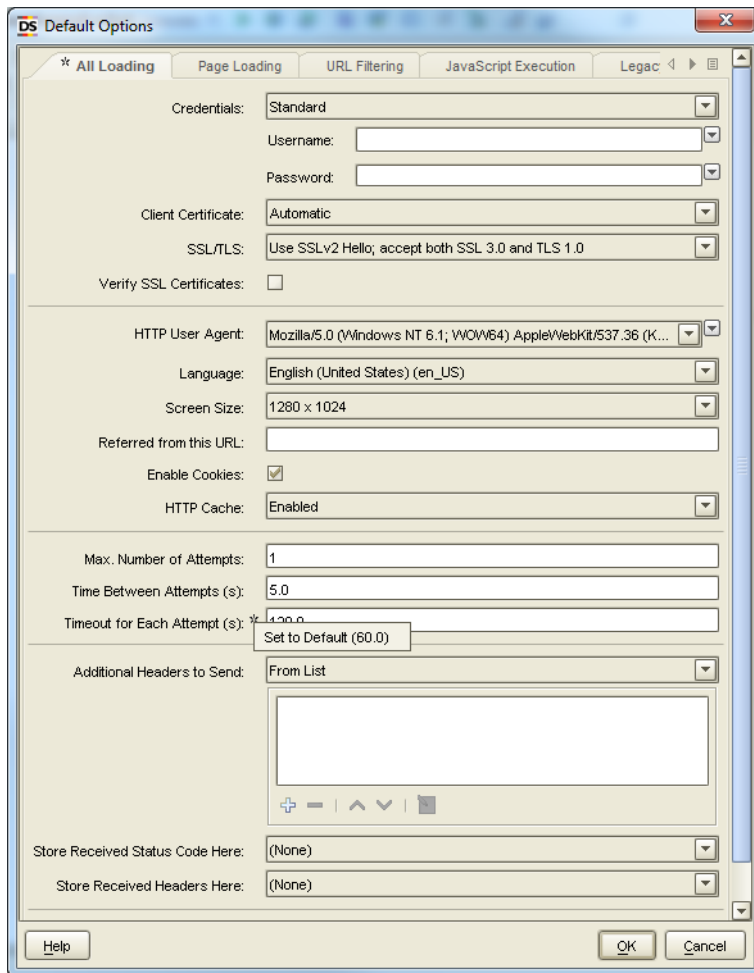 DS Default Options
* All Loading Page Loading URL Filtering JavaScript Execution Legac
Credentials: Standard
Username:
Password:
Client Certificate: Automatic
SSL/TLS: Use SSLv2 Hello; accept both SSL 3.0 and TLS 1.0
Verify SSL Certificates:
HTTP User Agent: Mozilla/5.0 (Windows NT 6.1; WOW64) AppleWebKit/537.36 (K...
Language: English (United States) (en_US)
Screen Size: 1280 x 1024
Referred from this URL:
Enable Cookies:
HTTP Cache: Enabled
Max. Number of Attempts: 1
Time Between Attempts (s): 5.0
Timeout for Each Attempt (s): * 120.0
Set to Default (60.0)
Additional Headers to Send: From List
Store Received Status Code Here: (None)
Store Received Headers Here: (None)
Help OK Cancel